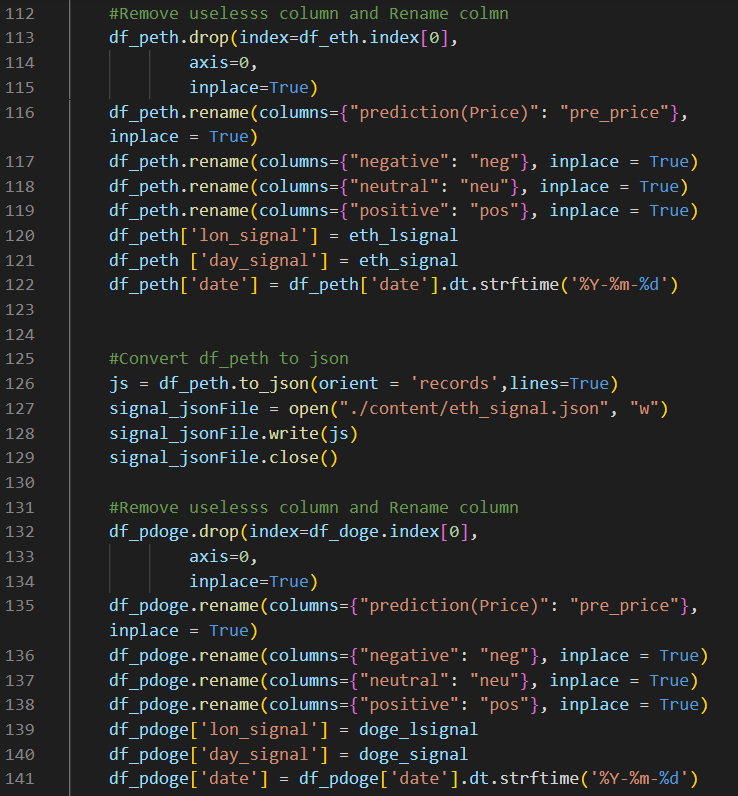 112 #Remove uselesss column and Rename colmn
113 df_peth.drop(index=df_eth.index[0],
114 axis=0,
115 inplace=True)
116 df_peth.rename(columns={"prediction(Price)": "pre_price"},
inplace = True)
117 df_peth.rename(columns={"negative": "neg"}, inplace = True)
118 df_peth.rename(columns={"neutral": "neu"}, inplace = True)
119 df_peth.rename(columns={"positive": "pos"}, inplace = True)
120 df_peth['lon_signal'] = eth_lsignal
121 df_peth ['day_signal'] = eth_signal
122 df_peth['date'] = df_peth['date'].dt.strftime('%Y-%m-%d')
123
124
125 #Convert df_peth to json
126 js = df_peth.to_json(orient = 'records',lines=True)
127 signal_jsonFile = open("./content/eth_signal.json", "w")
128 signal_jsonFile.write(js)
129 signal_jsonFile.close()
130
131 #Remove uselesss column and Rename column
132 df_pdoge.drop(index=df_doge.index[0],
133 axis=0,
134 inplace=True)
135 df_pdoge.rename(columns={"prediction(Price)": "pre_price"},
inplace = True)
136 df_pdoge.rename(columns={"negative": "neg"}, inplace = True)
137 df_pdoge.rename(columns={"neutral": "neu"}, inplace = True)
138 df_pdoge.rename(columns={"positive": "pos"}, inplace = True)
139 df_pdoge['lon_signal'] = doge_lsignal
140 df_pdoge['day_signal'] = doge_signal
141 df_pdoge['date'] = df_pdoge['date'].dt.strftime('%Y-%m-%d')